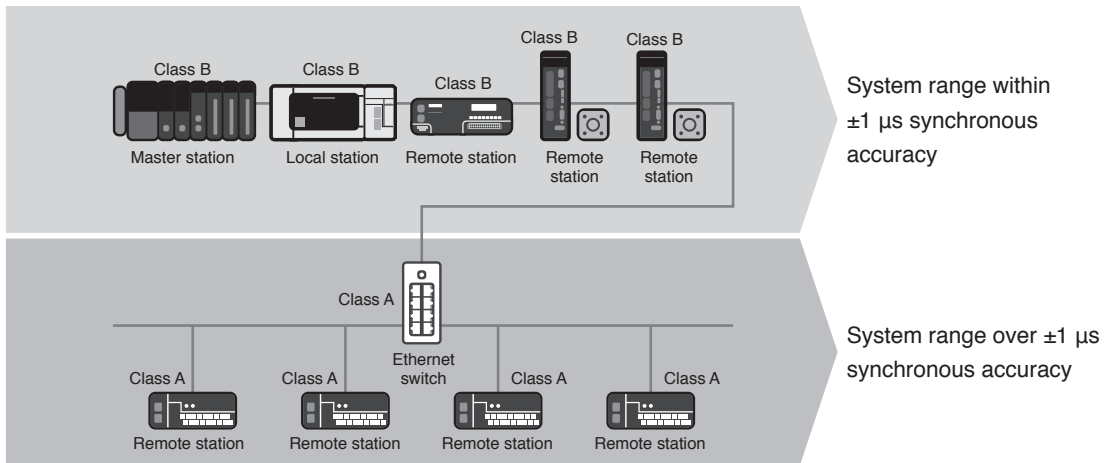 Class B
Class B
Class B
Class B
Class B
Master station
Local station
Remote station
Remote
station
Remote
station
System range within
±1 μs synchronous
accuracy
Class A
Ethernet
switch
Class A
Class A
Class A
Class A
Remote station
Remote station
Remote station
Remote station
System range over ±1 μs
synchronous accuracy